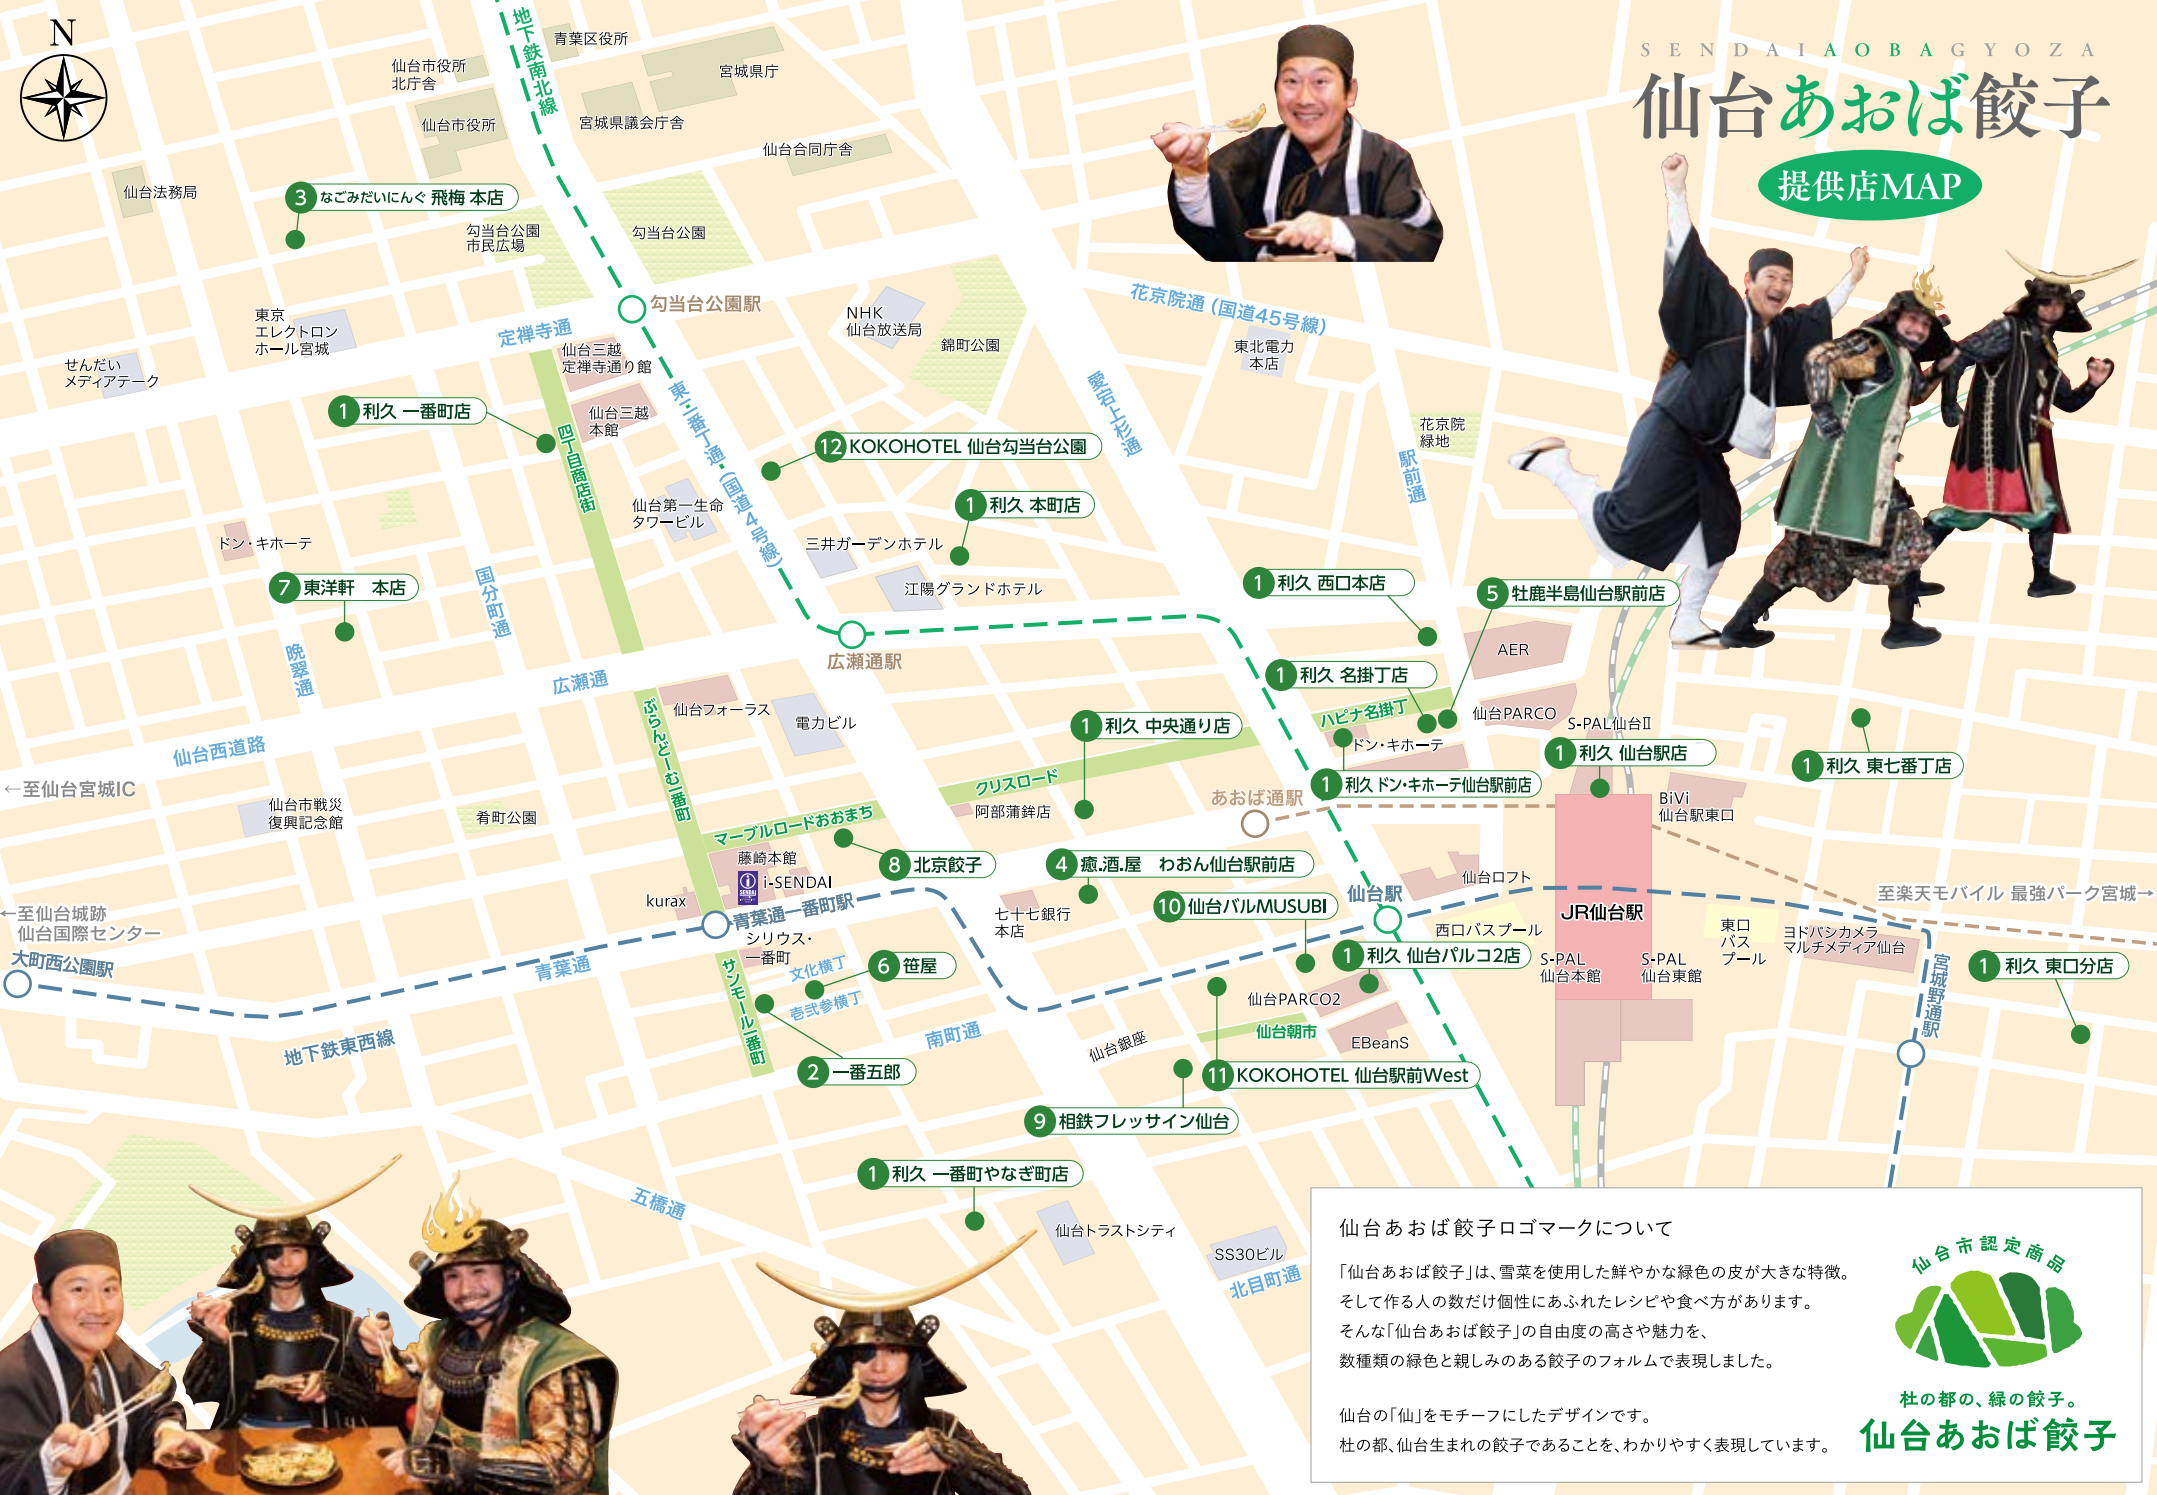 N
SENDAI AOBA GYOZA
仙台あおば餃子
提供店MAP
地下鉄南北線
青葉区役所
仙台市役所
北庁舎
宮城県庁
仙台市役所
宮城県議会庁舎
仙台合同庁舎
仙台法務局
3 なごみだいにんぐ 飛梅 本店
勾当台公園
市民広場
勾当台公園
勾当台公園駅
定禅寺通
東京
エレクトロン
ホール宮城
せんだい
メディアテーク
仙台三越
定禅寺通り館
仙台三越
本館
NHK
仙台放送局
錦町公園
花京院通(国道45号線)
東北電力
本店
愛宕上杉通
花京院
緑地
駅前通
1 利久 一番町店
四丁目商店街
東二番丁通(国道4号線)
12 KOKOHOTEL 仙台勾当台公園
仙台第一生命
タワービル
1 利久 本町店
三井ガーデンホテル
江陽グランドホテル
ドン・キホーテ
7 東洋軒 本店
国分町通
晩翠通
広瀬通
広瀬通駅
1 利久 西口本店
5 牡鹿半島仙台駅前店
AER
1 利久 名掛丁店
ハピナ名掛丁
仙台PARCO
S-PAL仙台II
ドン・キホーテ
1 利久 仙台駅店
1 利久 東七番丁店
仙台フォーラス
電力ビル
ぶらんどーむ一番町
1 利久 中央通り店
クリスロード
1 利久 ドン・キホーテ仙台駅前店
あおば通駅
BiVi
仙台駅東口
仙台西道路
←至仙台宮城IC
仙台市戦災
復興記念館
肴町公園
マーブルロードおおまち
阿部蒲鉾店
藤崎本館
i-SENDAI
8 北京餃子
4 癒.酒.屋 わおん仙台駅前店
仙台ロフト
kurax
青葉通一番町駅
10 仙台バルMUSUBI
仙台駅
JR仙台駅
至楽天モバイル 最強パーク宮城→
←至仙台城跡
仙台国際センター
大町西公園駅
シリウス・
一番町
七十七銀行
本店
西口バスプール
東口
バス
プール
ヨドバシカメラ
マルチメディア仙台
青葉通
文化横丁
6 笹屋
1 利久 仙台パルコ2店
S-PAL
仙台本館
S-PAL
仙台東館
宮城野通駅
1 利久 東口分店
壱弐参横丁
サンモール一番町
仙台PARCO2
仙台朝市
EBeanS
地下鉄東西線
南町通
仙台銀座
2 一番五郎
11 KOKOHOTEL 仙台駅前West
9 相鉄フレッサイン仙台
1 利久 一番町やなぎ町店
五橋通
仙台トラストシティ
SS30ビル
北目町通
仙台あおば餃子ロゴマークについて
「仙台あおば餃子」は、雪菜を使用した鮮やかな緑色の皮が大きな特徴。
そして作る人の数だけ個性にあふれたレシピや食べ方があります。
そんな「仙台あおば餃子」の自由度の高さや魅力を、
数種類の緑色と親しみのある餃子のフォルムで表現しました。
仙台の「仙」をモチーフにしたデザインです。
杜の都、仙台生まれの餃子であることを、わかりやすく表現しています。
仙台市認定商品
杜の都の、緑の餃子。
仙台あおば餃子